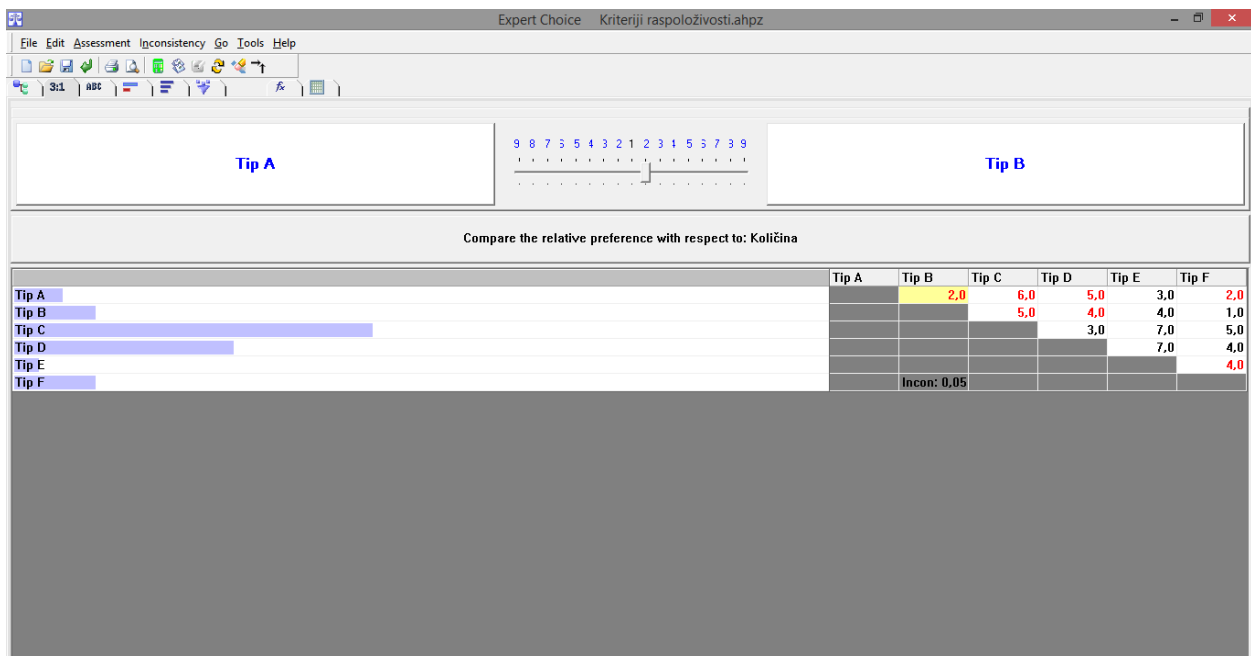 Expert Choice Kriteriji raspoloživosti.ahpz
File Edit Assessment Inconsistency Go Tools Help
3:1 ABC fx
Tip A
9 8 7 6 5 4 3 2 1 2 3 4 5 6 7 8 9
Tip B
Compare the relative preference with respect to: Količina
Tip A Tip B Tip C Tip D Tip E Tip F
Tip A 2,0 6,0 5,0 3,0 2,0
Tip B 5,0 4,0 4,0 1,0
Tip C 3,0 7,0 5,0
Tip D 7,0 4,0
Tip E 4,0
Tip F Incon: 0,05